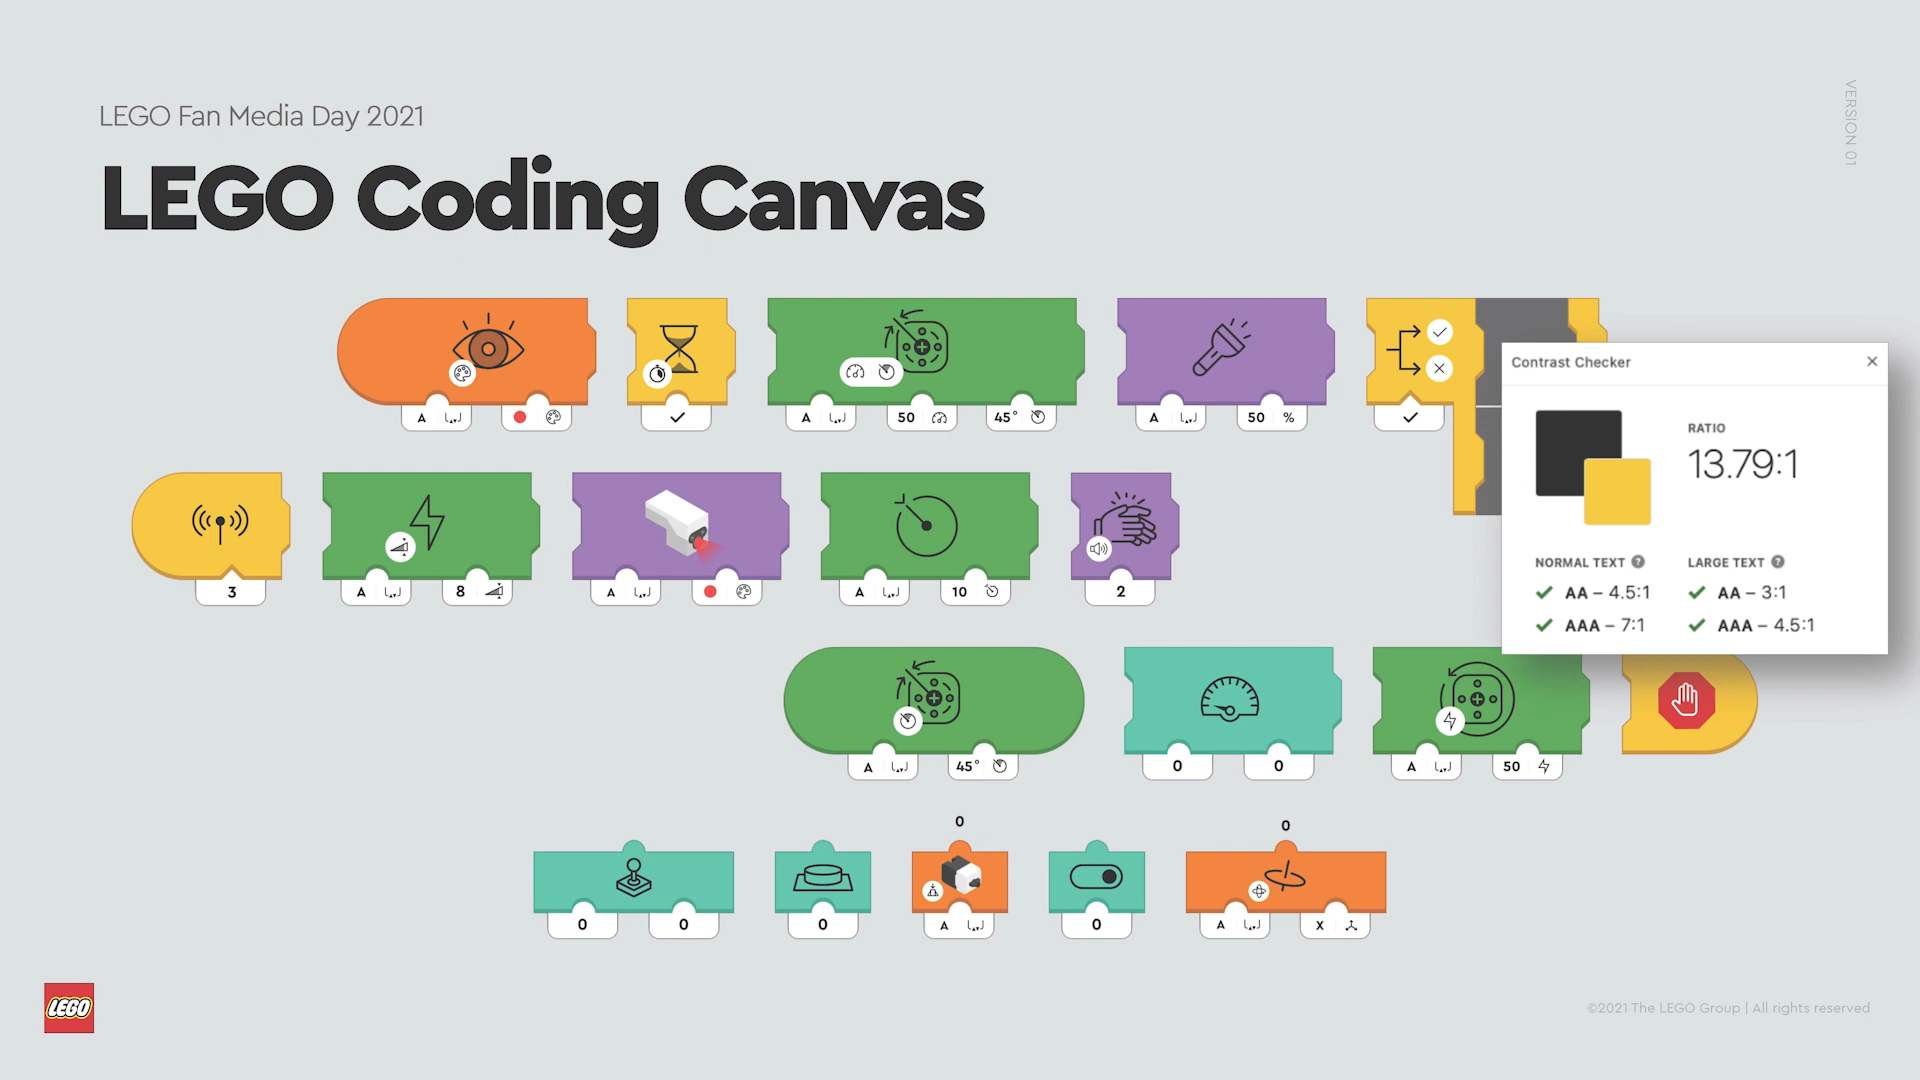 LEGO Fan Media Day 2021
VERSION 01
LEGO Coding Canvas
A
A
50
45°
A
50 %
Contrast Checker
RATIO
13.79:1
NORMAL TEXT
LARGE TEXT
AA – 4.5:1
AA – 3:1
AAA – 7:1
AAA – 4.5:1
3
A
8
A
A
10
2
A
45°
0
0
A
50
0
0
0
0
0
A
0
A
X
LEGO
©2021 The LEGO Group | All rights reserved